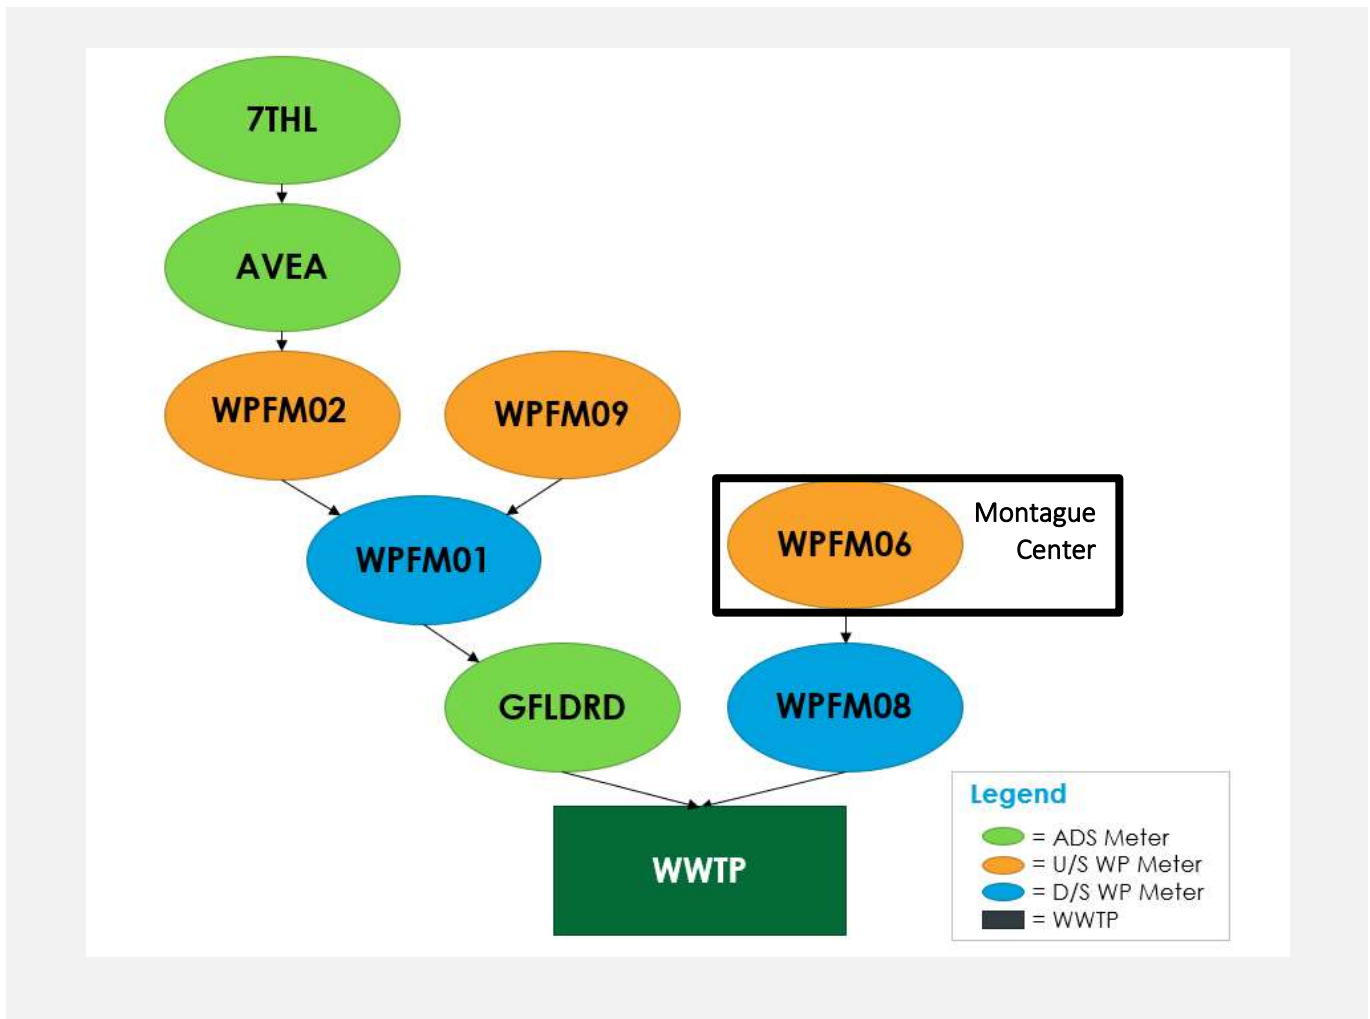 7THL
AVEA
WPFM02
WPFM09
WPFM01
WPFM06
Montague
Center
GFLDRD
WPFM08
WWTP
Legend
= ADS Meter
= U/S WP Meter
= D/S WP Meter
= WWTP